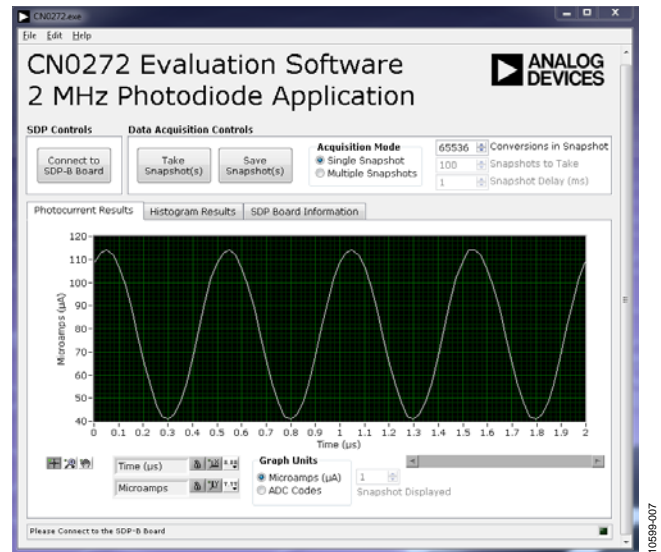 CN0272.exe
File Edit Help
CN0272 Evaluation Software
2 MHz Photodiode Application
ANALOG
DEVICES
SDP Controls
Data Acquisition Controls
Connect to
SDP-B Board
Take
Snapshot(s)
Save
Snapshot(s)
Acquisition Mode
Single Snapshot
Multiple Snapshots
65536 Conversions in Snapshot
100 Snapshots to Take
1 Snapshot Delay (ms)
Photocurrent Results Histogram Results SDP Board Information
Microamps (µA)
120
110
100
90
80
70
60
50
40
0 0.1 0.2 0.3 0.4 0.5 0.6 0.7 0.8 0.9 1 1.1 1.2 1.3 1.4 1.5 1.6 1.7 1.8 1.9 2
Time (µs)
Time (µs)
Microamps
Graph Units
Microamps (µA)
ADC Codes
1
Snapshot Displayed
Please Connect to the SDP-B Board
10599-007